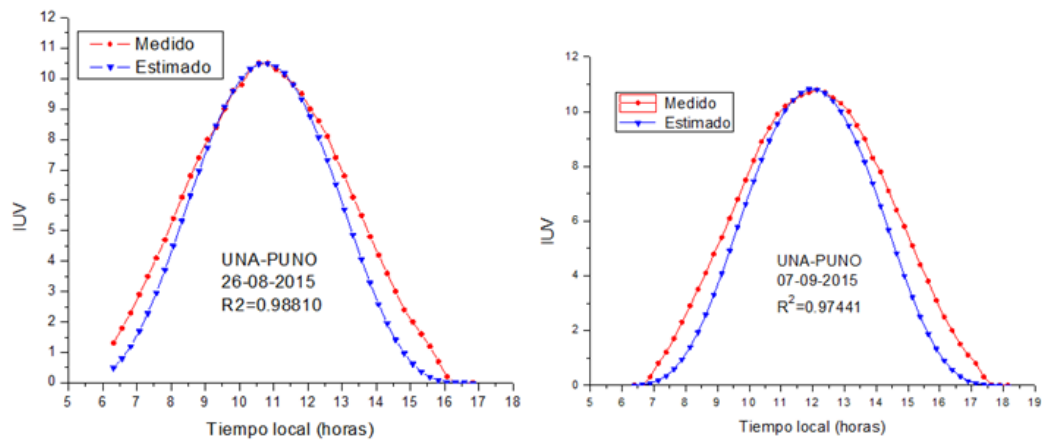 12
11
10
9
8
7
6
5
4
3
2
1
0
IUV
Medido
Estimado
UNA-PUNO
26-08-2015
R2=0.98810
5 6 7 8 9 10 11 12 13 14 15 16 17 18
Tiempo local (horas)
12
10
8
6
4
2
0
IUV
Medido
Estimado
UNA-PUNO
07-09-2015
R²=0.97441
5 6 7 8 9 10 11 12 13 14 15 16 17 18 19
Tiempo local (horas)